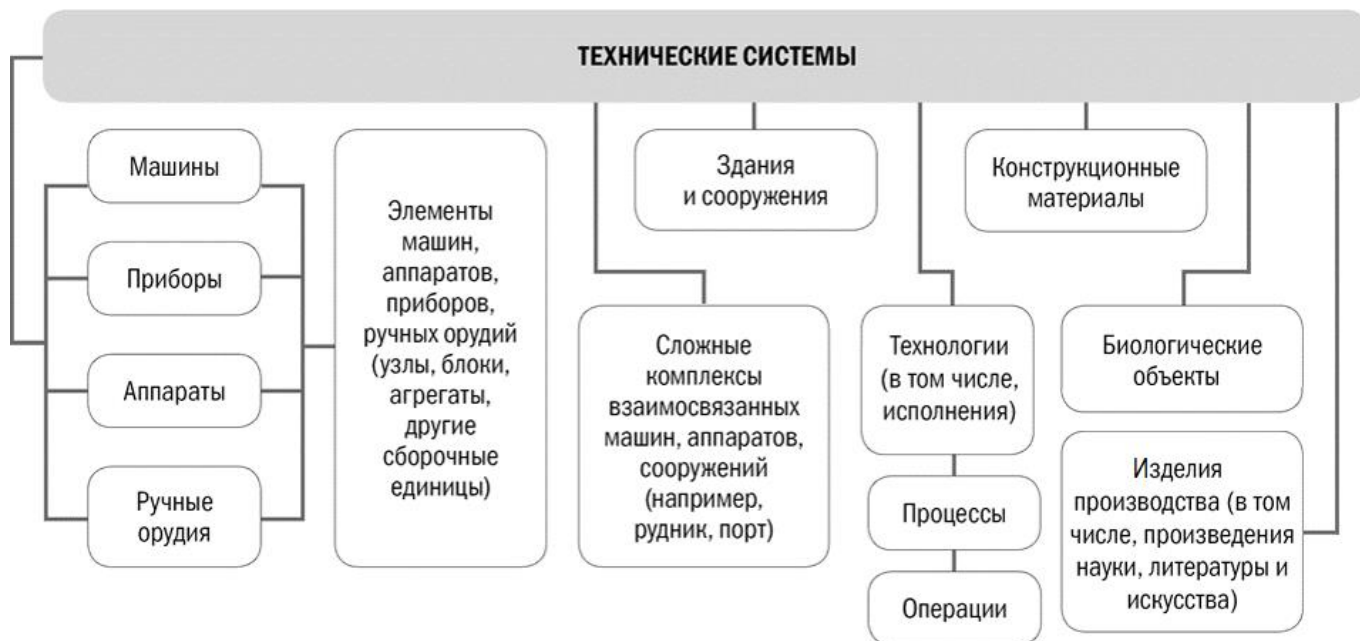 ТЕХНИЧЕСКИЕ СИСТЕМЫ
Машины
Приборы
Аппараты
Ручные
орудия
Элементы
машин,
аппаратов,
приборов,
ручных орудий
(узлы, блоки,
агрегаты,
другие
сборочные
единицы)
Здания
и сооружения
Сложные
комплексы
взаимосвязанных
машин, аппаратов,
сооружений
(например,
рудник, порт)
Конструкционные
материалы
Технологии
(в том числе,
исполнения)
Процессы
Операции
Биологические
объекты
Изделия
производства (в том
числе, произведения
науки, литературы и
искусства)